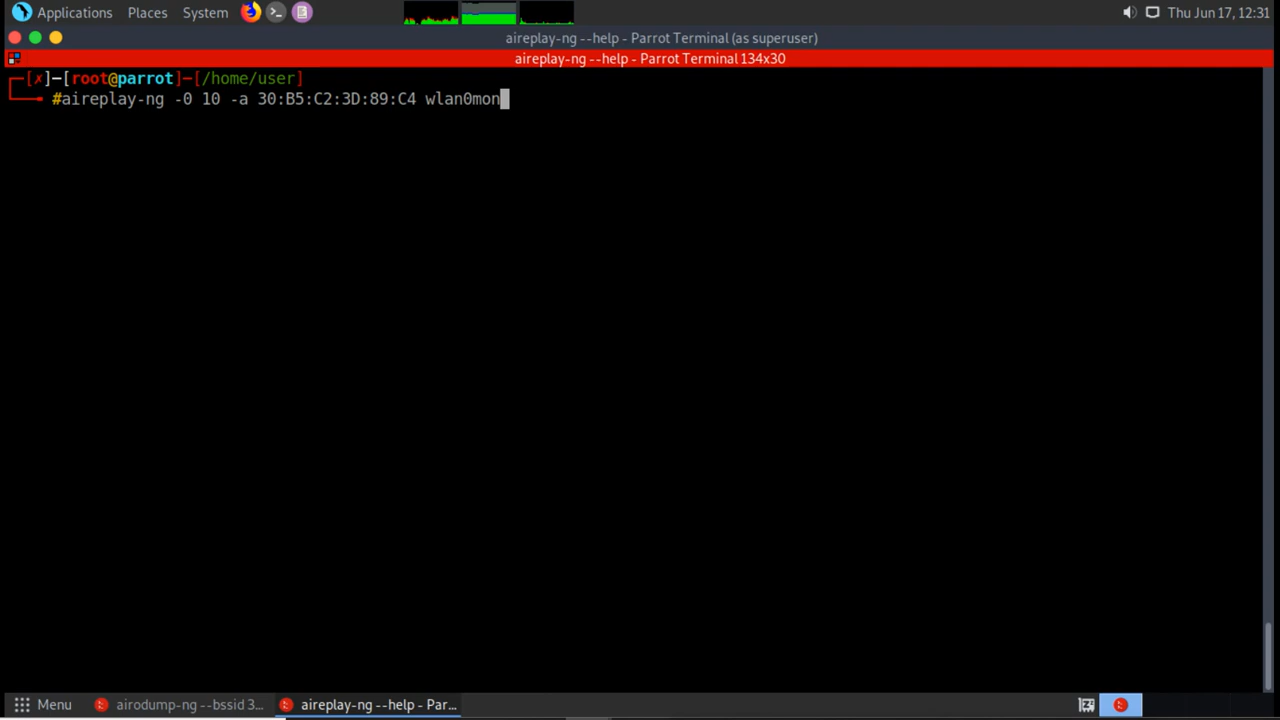 Applications Places System Thu Jun 17, 12:31
aireplay-ng --help - Parrot Terminal (as superuser)
aireplay-ng --help - Parrot Terminal 134x30
[✗]─[root@parrot]─[/home/user]
#aireplay-ng -0 10 -a 30:B5:C2:3D:89:C4 wlan0mon
Menu airodump-ng --bssid 3... aireplay-ng --help - Par...